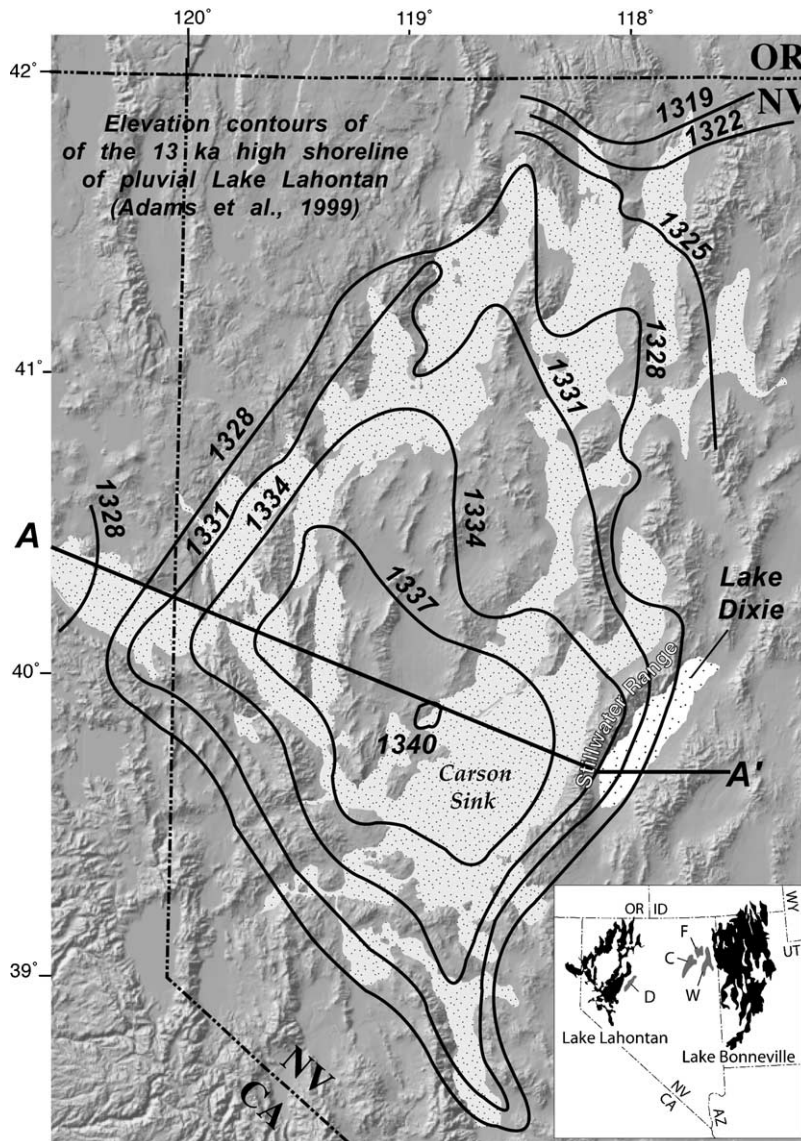 120°
119°
118°
42°
OR
NV
Elevation contours of
of the 13 ka high shoreline
of pluvial Lake Lahontan
(Adams et al., 1999)
1319
1322
1325
41°
1328
1331
1328
1331
1334
1334
1328
A
1337
Lake
Dixie
40°
Stillwater Range
1340
Carson
Sink
A'
39°
NV
CA
OR
ID
WY
UT
F
C
W
D
Lake Lahontan
Lake Bonneville
NV
CA
AZ